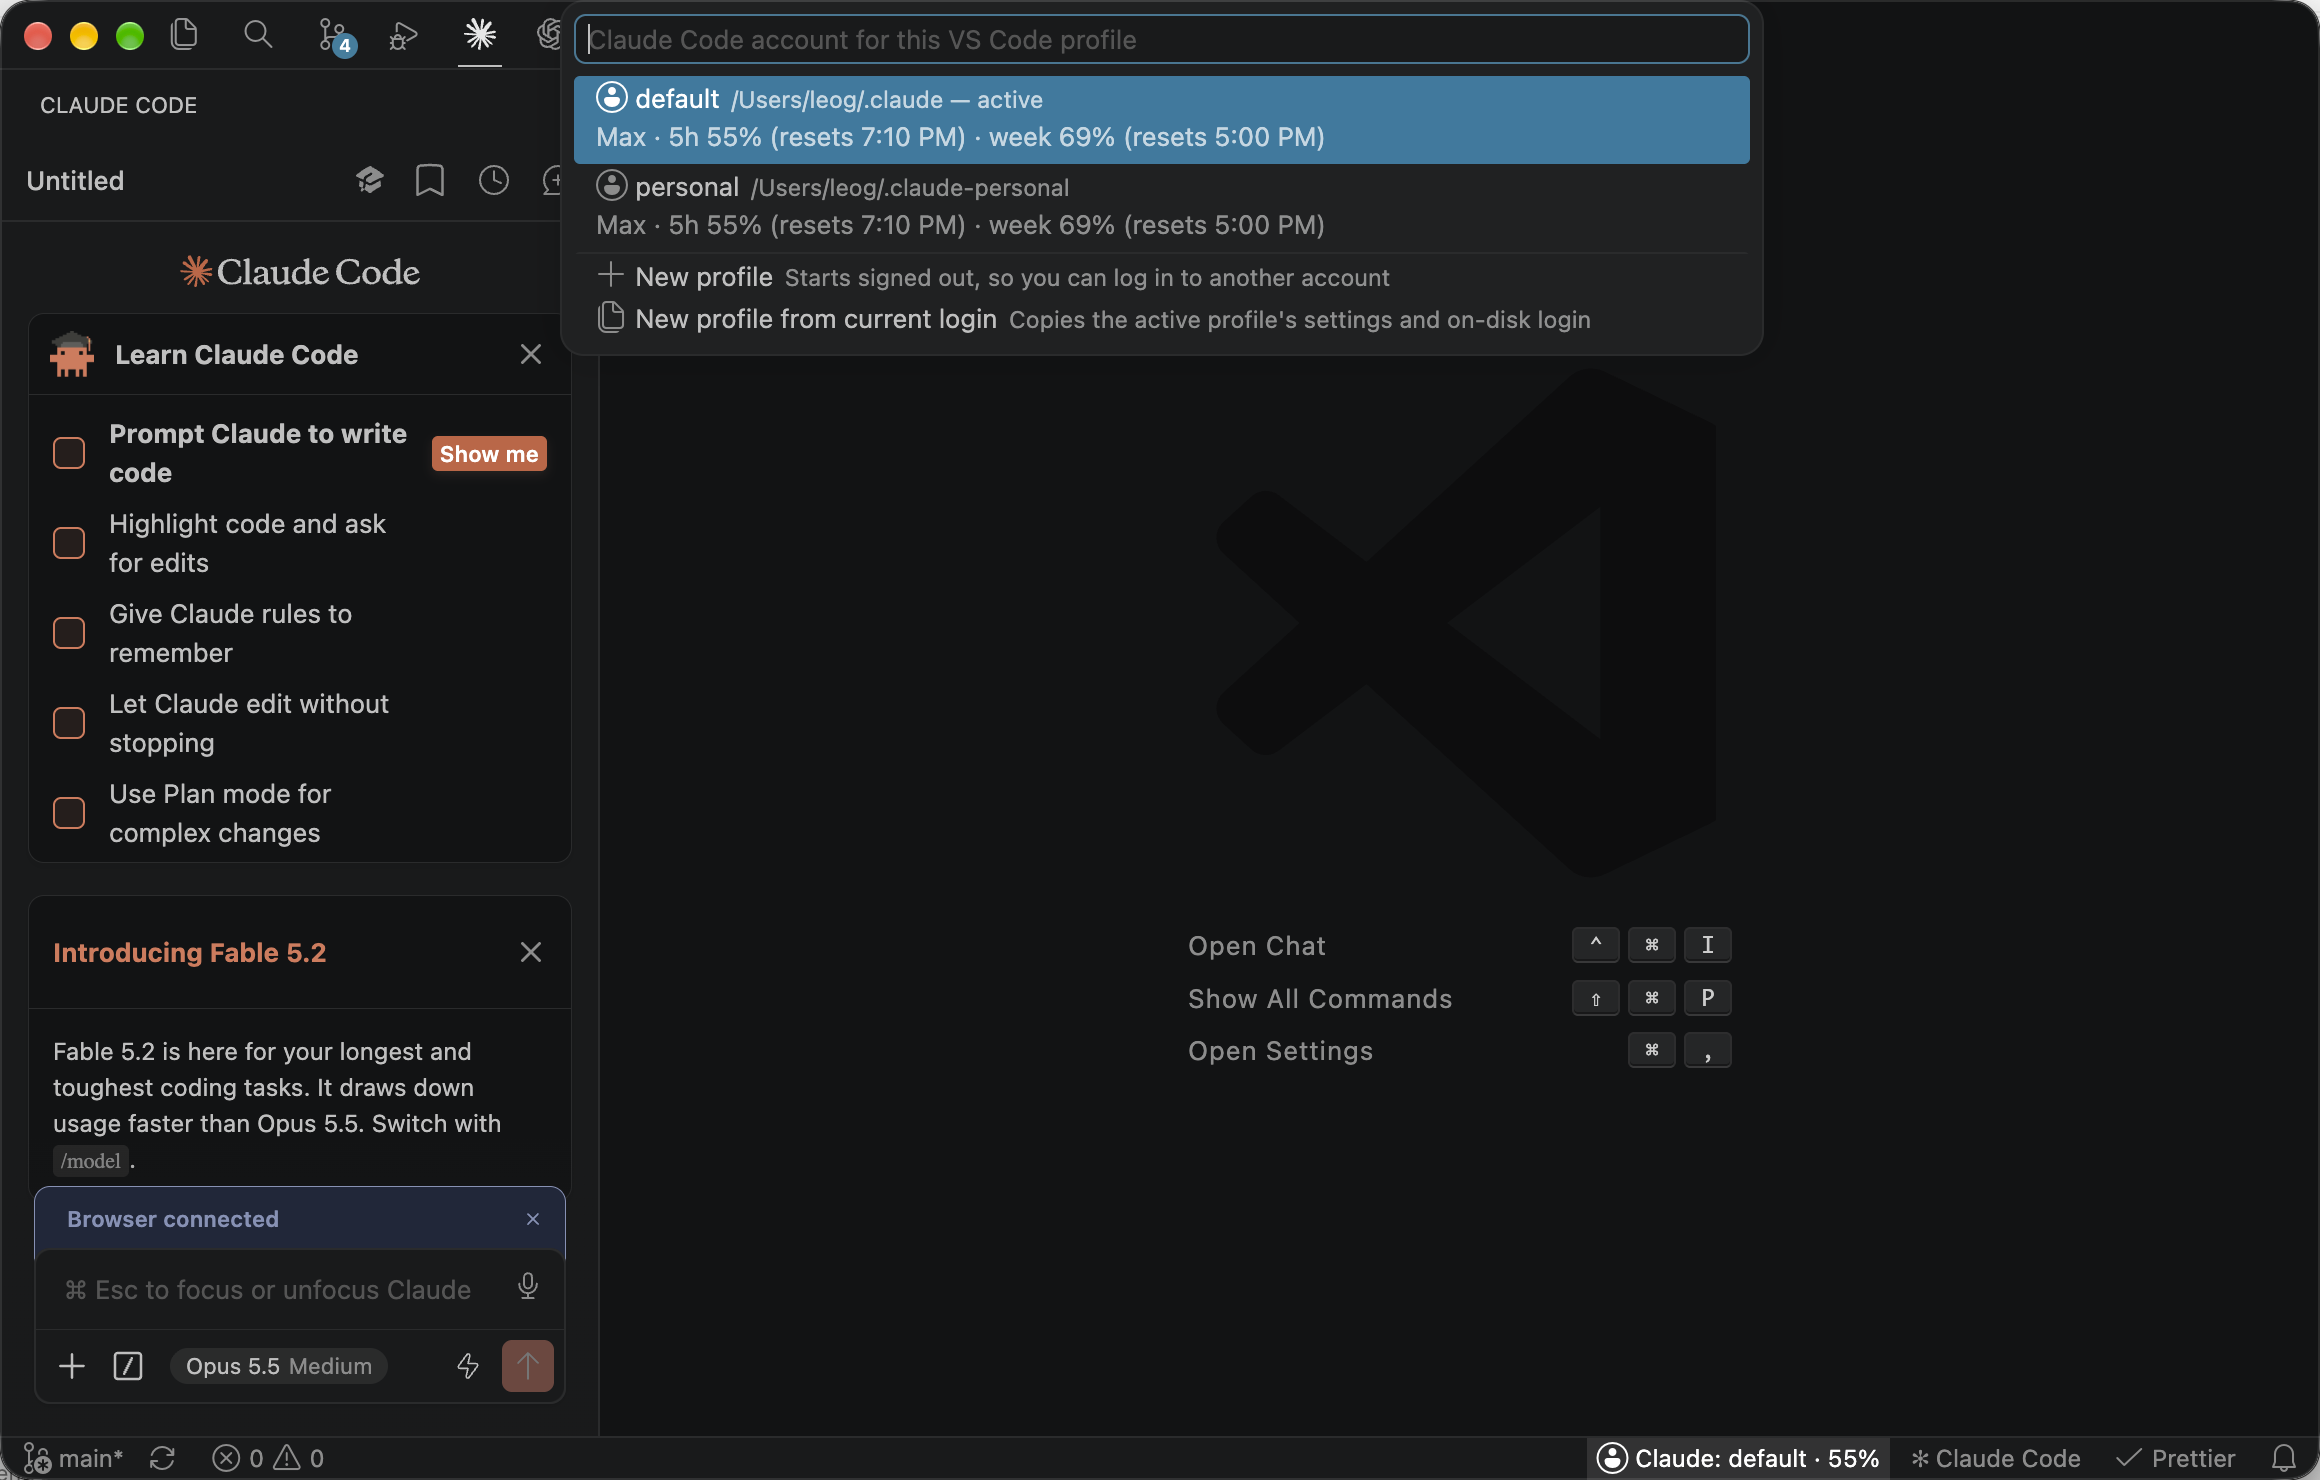 4
Claude Code account for this VS Code profile
default /Users/leog/.claude — active
Max · 5h 55% (resets 7:10 PM) · week 69% (resets 5:00 PM)
personal /Users/leog/.claude-personal
Max · 5h 55% (resets 7:10 PM) · week 69% (resets 5:00 PM)
New profile Starts signed out, so you can log in to another account
New profile from current login Copies the active profile's settings and on-disk login
CLAUDE CODE
Untitled
Claude Code
Learn Claude Code
Prompt Claude to write
code
Show me
Highlight code and ask
for edits
Give Claude rules to
remember
Let Claude edit without
stopping
Use Plan mode for
complex changes
Introducing Fable 5.2
Fable 5.2 is here for your longest and
toughest coding tasks. It draws down
usage faster than Opus 5.5. Switch with
/model .
Browser connected
⌘ Esc to focus or unfocus Claude
Opus 5.5 Medium
Open Chat ^ ⌘ I
Show All Commands ⇧ ⌘ P
Open Settings ⌘ ,
main* 0 0
Claude: default · 55% Claude Code Prettier